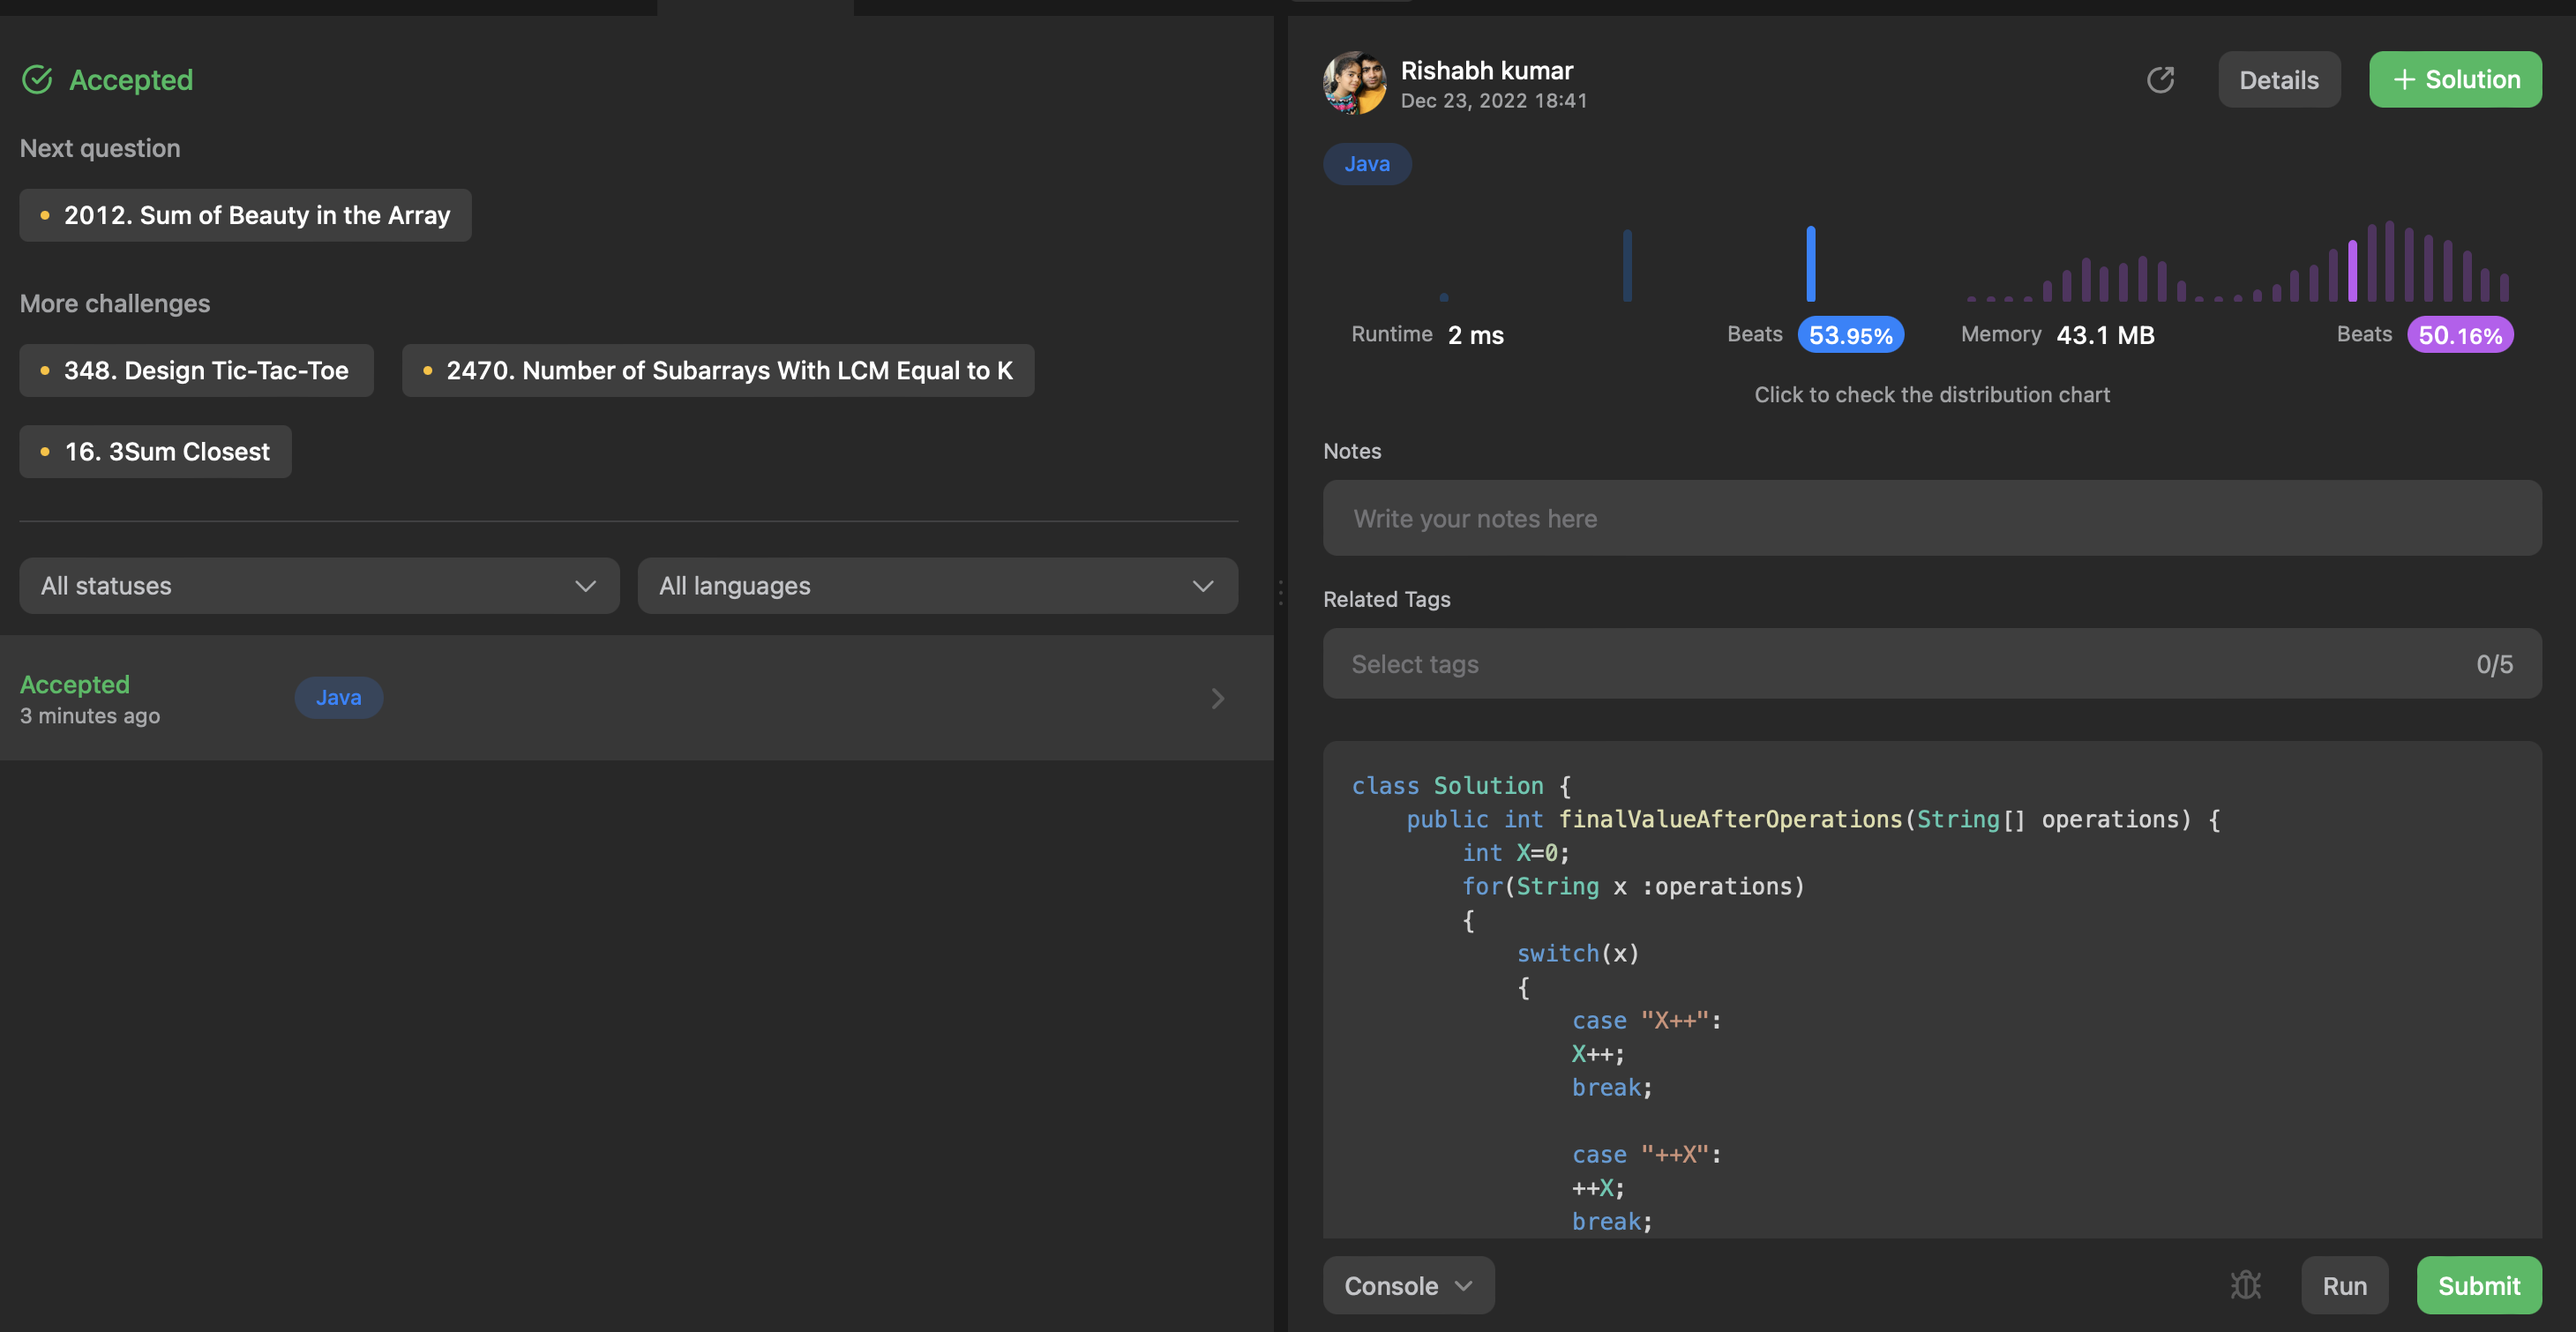 Accepted
Next question
2012. Sum of Beauty in the Array
More challenges
348. Design Tic-Tac-Toe
2470. Number of Subarrays With LCM Equal to K
16. 3Sum Closest
All statuses
All languages
Accepted
3 minutes ago
Java
Rishabh kumar
Dec 23, 2022 18:41
Details
+ Solution
Java
Runtime 2 ms
Beats 53.95%
Memory 43.1 MB
Beats 50.16%
Click to check the distribution chart
Notes
Write your notes here
Related Tags
Select tags
0/5
class Solution {
    public int finalValueAfterOperations(String[] operations) {
        int X=0;
        for(String x :operations)
        {
            switch(x)
            {
                case "X++":
                X++;
                break;

                case "++X":
                ++X;
                break;
Console
Run
Submit